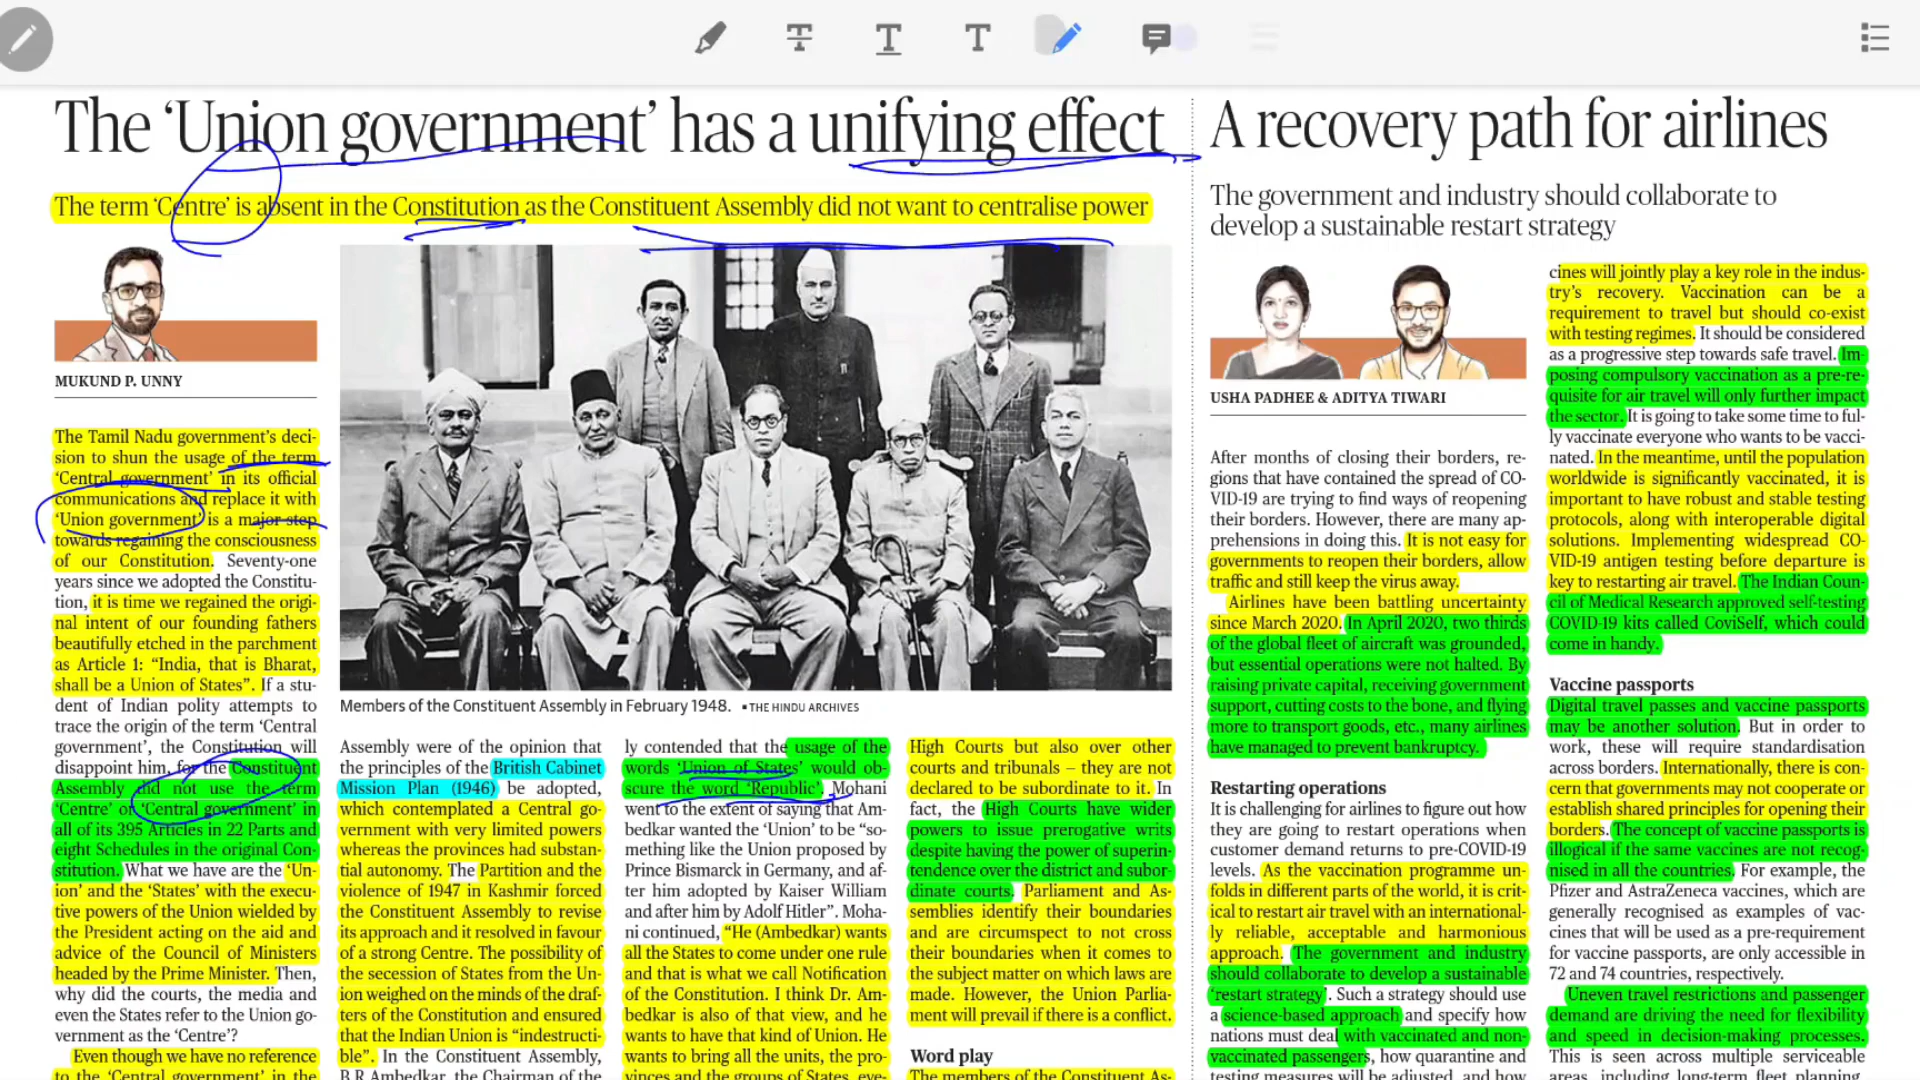 The ‘Union government’ has a unifying effect
The term ‘Centre’ is absent in the Constitution as the Constituent Assembly did not want to centralise power
MUKUND P. UNNY
The Tamil Nadu government’s deci-
sion to shun the usage of the term
‘Central government’ in its official
communications and replace it with
‘Union government’ is a major step
towards regaining the consciousness
of our Constitution. Seventy-one
years since we adopted the Constitu-
tion, it is time we regained the origi-
nal intent of our founding fathers
beautifully etched in the parchment
as Article 1: “India, that is Bharat,
shall be a Union of States”. If a stu-
dent of Indian polity attempts to
trace the origin of the term ‘Central
government’, the Constitution will
disappoint him, for the Constituent
Assembly did not use the term
‘Centre’ or ‘Central government’ in
all of its 395 Articles in 22 Parts and
eight Schedules in the original Con-
stitution. What we have are the ‘Un-
ion’ and the ‘States’ with the execu-
tive powers of the Union wielded by
the President acting on the aid and
advice of the Council of Ministers
headed by the Prime Minister. Then,
why did the courts, the media and
even the States refer to the Union go-
vernment as the ‘Centre’?
Even though we have no reference
to the ‘Central government’ in the
Members of the Constituent Assembly in February 1948. ▪ THE HINDU ARCHIVES
Assembly were of the opinion that
the principles of the British Cabinet
Mission Plan (1946) be adopted,
which contemplated a Central go-
vernment with very limited powers
whereas the provinces had substan-
tial autonomy. The Partition and the
violence of 1947 in Kashmir forced
the Constituent Assembly to revise
its approach and it resolved in favour
of a strong Centre. The possibility of
the secession of States from the Un-
ion weighed on the minds of the draf-
ters of the Constitution and ensured
that the Indian Union is “indestructi-
ble”. In the Constituent Assembly,
B.R Ambedkar, the Chairman of the
ly contended that the usage of the
words ‘Union of States’ would ob-
scure the word ‘Republic’. Mohani
went to the extent of saying that Am-
bedkar wanted the ‘Union’ to be “so-
mething like the Union proposed by
Prince Bismarck in Germany, and af-
ter him adopted by Kaiser William
and after him by Adolf Hitler”. Moha-
ni continued, “He (Ambedkar) wants
all the States to come under one rule
and that is what we call Notification
of the Constitution. I think Dr. Am-
bedkar is also of that view, and he
wants to have that kind of Union. He
wants to bring all the units, the pro-
vinces and the groups of States, eve-
High Courts but also over other
courts and tribunals – they are not
declared to be subordinate to it. In
fact, the High Courts have wider
powers to issue prerogative writs
despite having the power of superin-
tendence over the district and subor-
dinate courts. Parliament and As-
semblies identify their boundaries
and are circumspect to not cross
their boundaries when it comes to
the subject matter on which laws are
made. However, the Union Parlia-
ment will prevail if there is a conflict.
Word play
The members of the Constituent As-
A recovery path for airlines
The government and industry should collaborate to
develop a sustainable restart strategy
USHA PADHEE & ADITYA TIWARI
After months of closing their borders, re-
gions that have contained the spread of CO-
VID-19 are trying to find ways of reopening
their borders. However, there are many ap-
prehensions in doing this. It is not easy for
governments to reopen their borders, allow
traffic and still keep the virus away.
Airlines have been battling uncertainty
since March 2020. In April 2020, two thirds
of the global fleet of aircraft was grounded,
but essential operations were not halted. By
raising private capital, receiving government
support, cutting costs to the bone, and flying
more to transport goods, etc., many airlines
have managed to prevent bankruptcy.
Restarting operations
It is challenging for airlines to figure out how
they are going to restart operations when
customer demand returns to pre-COVID-19
levels. As the vaccination programme un-
folds in different parts of the world, it is crit-
ical to restart air travel with an international-
ly reliable, acceptable and harmonious
approach. The government and industry
should collaborate to develop a sustainable
‘restart strategy’. Such a strategy should use
a science-based approach and specify how
nations must deal with vaccinated and non-
vaccinated passengers, how quarantine and
testing measures will be adjusted, and how
cines will jointly play a key role in the indus-
try’s recovery. Vaccination can be a
requirement to travel but should co-exist
with testing regimes. It should be considered
as a progressive step towards safe travel. Im-
posing compulsory vaccination as a pre-re-
quisite for air travel will only further impact
the sector. It is going to take some time to ful-
ly vaccinate everyone who wants to be vacci-
nated. In the meantime, until the population
worldwide is significantly vaccinated, it is
important to have robust and stable testing
protocols, along with interoperable digital
solutions. Implementing widespread CO-
VID-19 antigen testing before departure is
key to restarting air travel. The Indian Coun-
cil of Medical Research approved self-testing
COVID-19 kits called CoviSelf, which could
come in handy.
Vaccine passports
Digital travel passes and vaccine passports
may be another solution. But in order to
work, these will require standardisation
across borders. Internationally, there is con-
cern that governments may not cooperate or
establish shared principles for opening their
borders. The concept of vaccine passports is
illogical if the same vaccines are not recog-
nised in all the countries. For example, the
Pfizer and AstraZeneca vaccines, which are
generally recognised as examples of vac-
cines that will be used as a pre-requirement
for vaccine passports, are only accessible in
72 and 74 countries, respectively.
Uneven travel restrictions and passenger
demand are driving the need for flexibility
and speed in decision-making processes.
This is seen across multiple serviceable
areas, including long-term fleet planning,